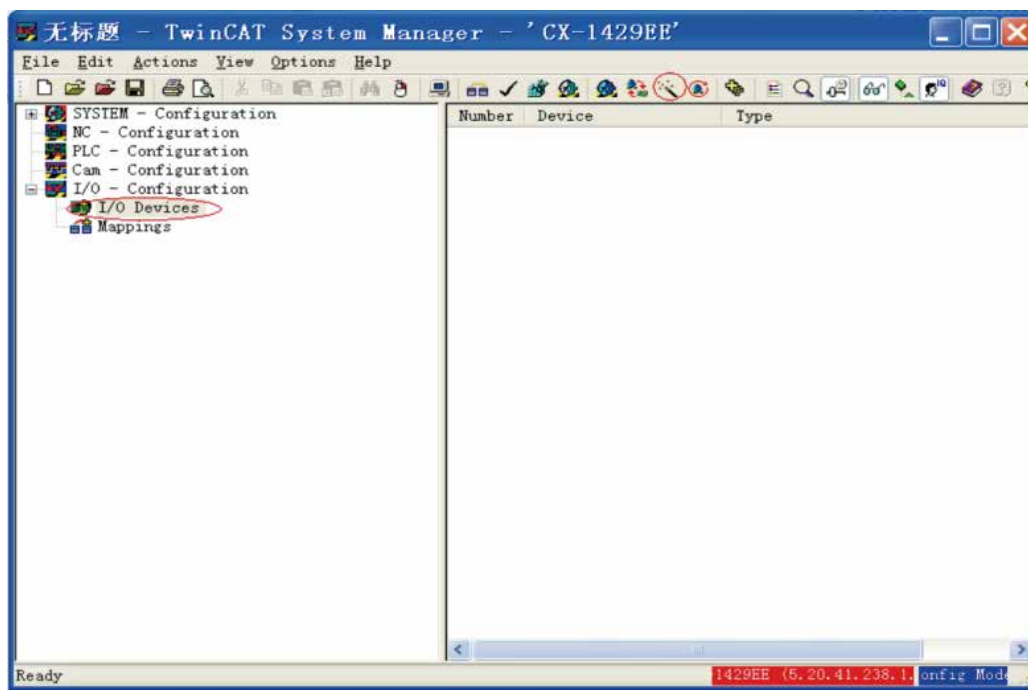 无标题 - TwinCAT System Manager - 'CX-1429EE'
File Edit Actions View Options Help
SYSTEM - Configuration
NC - Configuration
PLC - Configuration
Cam - Configuration
I/O - Configuration
I/O Devices
Mappings
Number Device Type
Ready
1429EE (5.20.41.238.1. onfig Mode